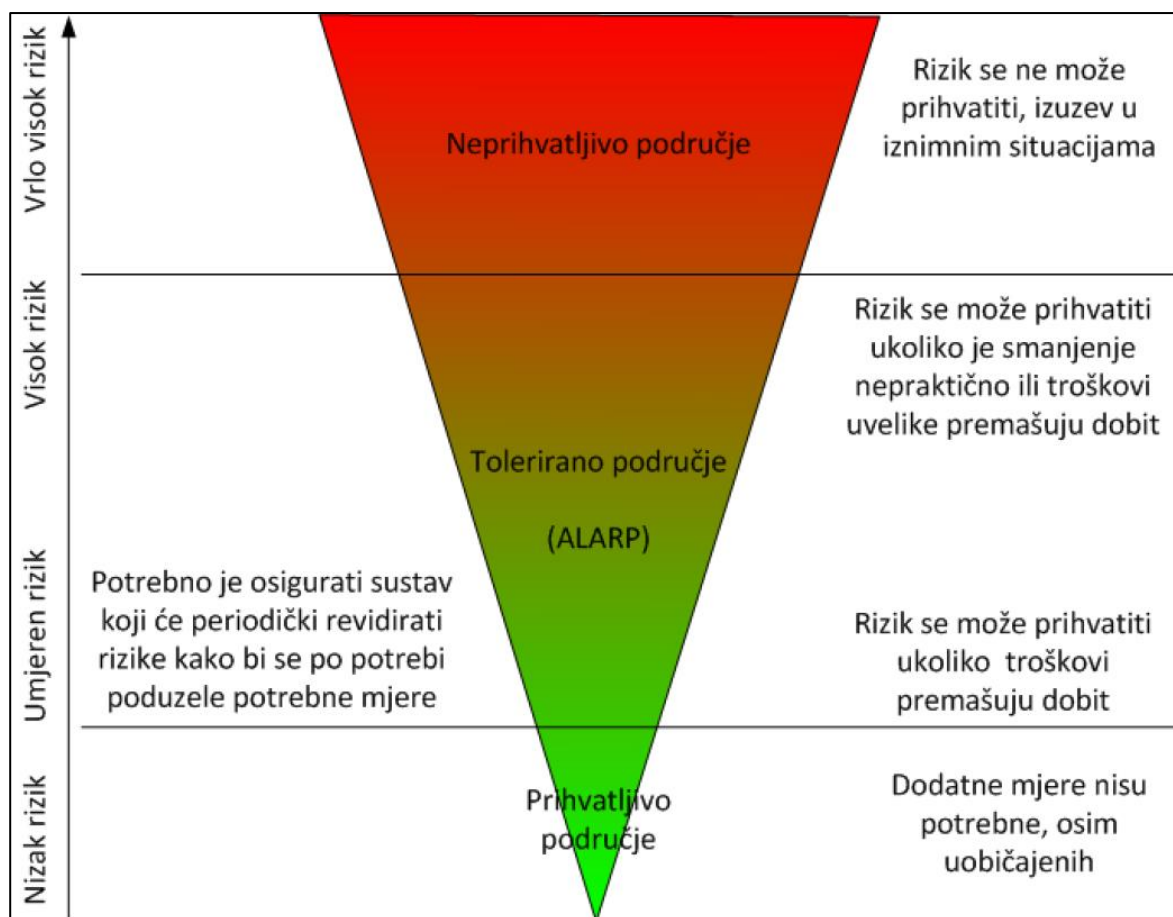 Vrlo visok rizik
Neprihvatljivo područje
Rizik se ne može
prihvatiti, izuzev u
iznimnim situacijama
Visok rizik
Rizik se može prihvatiti
ukoliko je smanjenje
nepraktično ili troškovi
uvelike premašuju dobit
Tolerirano područje
(ALARP)
Umjeren rizik
Potrebno je osigurati sustav
koji će periodički revidirati
rizike kako bi se po potrebi
poduzele potrebne mjere
Rizik se može prihvatiti
ukoliko troškovi
premašuju dobit
Nizak rizik
Prihvatljivo
područje
Dodatne mjere nisu
potrebne, osim
uobičajenih